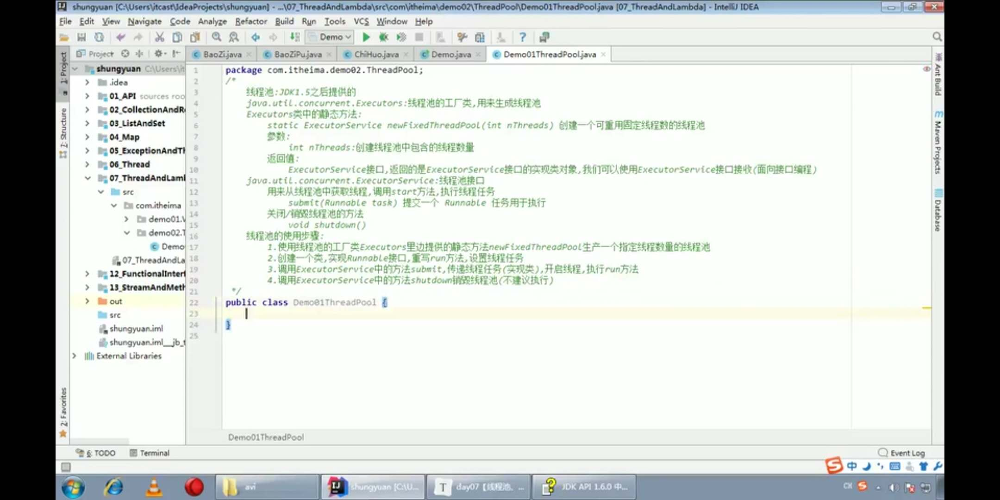 shungyuan [C:\Users\itcast\IdeaProjects\shungyuan] - ...\07_ThreadAndLambda\src\com\itheima\demo02\ThreadPool\Demo01ThreadPool.java [07_ThreadAndLambda] - IntelliJ IDEA
File Edit View Navigate Code Analyze Refactor Build Run Tools VCS Window Help
Demo
Project
BaoZi.java
BaoZiPu.java
ChiHuo.java
Demo.java
Demo01ThreadPool.java
1: Project
7: Structure
2: Favorites
shungyuan C:\Users\it
.idea
01_API sources roo
02_CollectionAndRe
03_ListAndSet
04_Map
05_ExceptionAndTh
06_Thread
07_ThreadAndLamb
src
com.itheima
demo01.
demo02.T
Demo
07_ThreadAndLa
12_FunctionalInterf
13_StreamAndMeth
out
src
shungyuan.iml
shungyuan.iml__jb_t
External Libraries
1 package com.itheima.demo02.ThreadPool;
2 /*
3 线程池:JDK1.5之后提供的
4 java.util.concurrent.Executors:线程池的工厂类,用来生成线程池
5 Executors类中的静态方法:
6 static ExecutorService newFixedThreadPool(int nThreads) 创建一个可重用固定线程数的线程池
7 参数:
8 int nThreads:创建线程池中包含的线程数量
9 返回值:
10 ExecutorService接口,返回的是ExecutorService接口的实现类对象,我们可以使用ExecutorService接口接收(面向接口编程)
11 java.util.concurrent.ExecutorService:线程池接口
12 用来从线程池中获取线程,调用start方法,执行线程任务
13 submit(Runnable task) 提交一个 Runnable 任务用于执行
14 关闭/销毁线程池的方法
15 void shutdown()
16 线程池的使用步骤:
17 1.使用线程池的工厂类Executors里边提供的静态方法newFixedThreadPool生产一个指定线程数量的线程池
18 2.创建一个类,实现Runnable接口,重写run方法,设置线程任务
19 3.调用ExecutorService中的方法submit,传递线程任务(实现类),开启线程,执行run方法
20 4.调用ExecutorService中的方法shutdown销毁线程池(不建议执行)
21 */
22 public class Demo01ThreadPool {
23
24 }
25
Demo01ThreadPool
Ant Build
Maven Projects
Database
6: TODO
Terminal
Event Log
中
avi
shungyuan [C:\U...
day07【线程池、...
JDK API 1.6.0 中...
CH